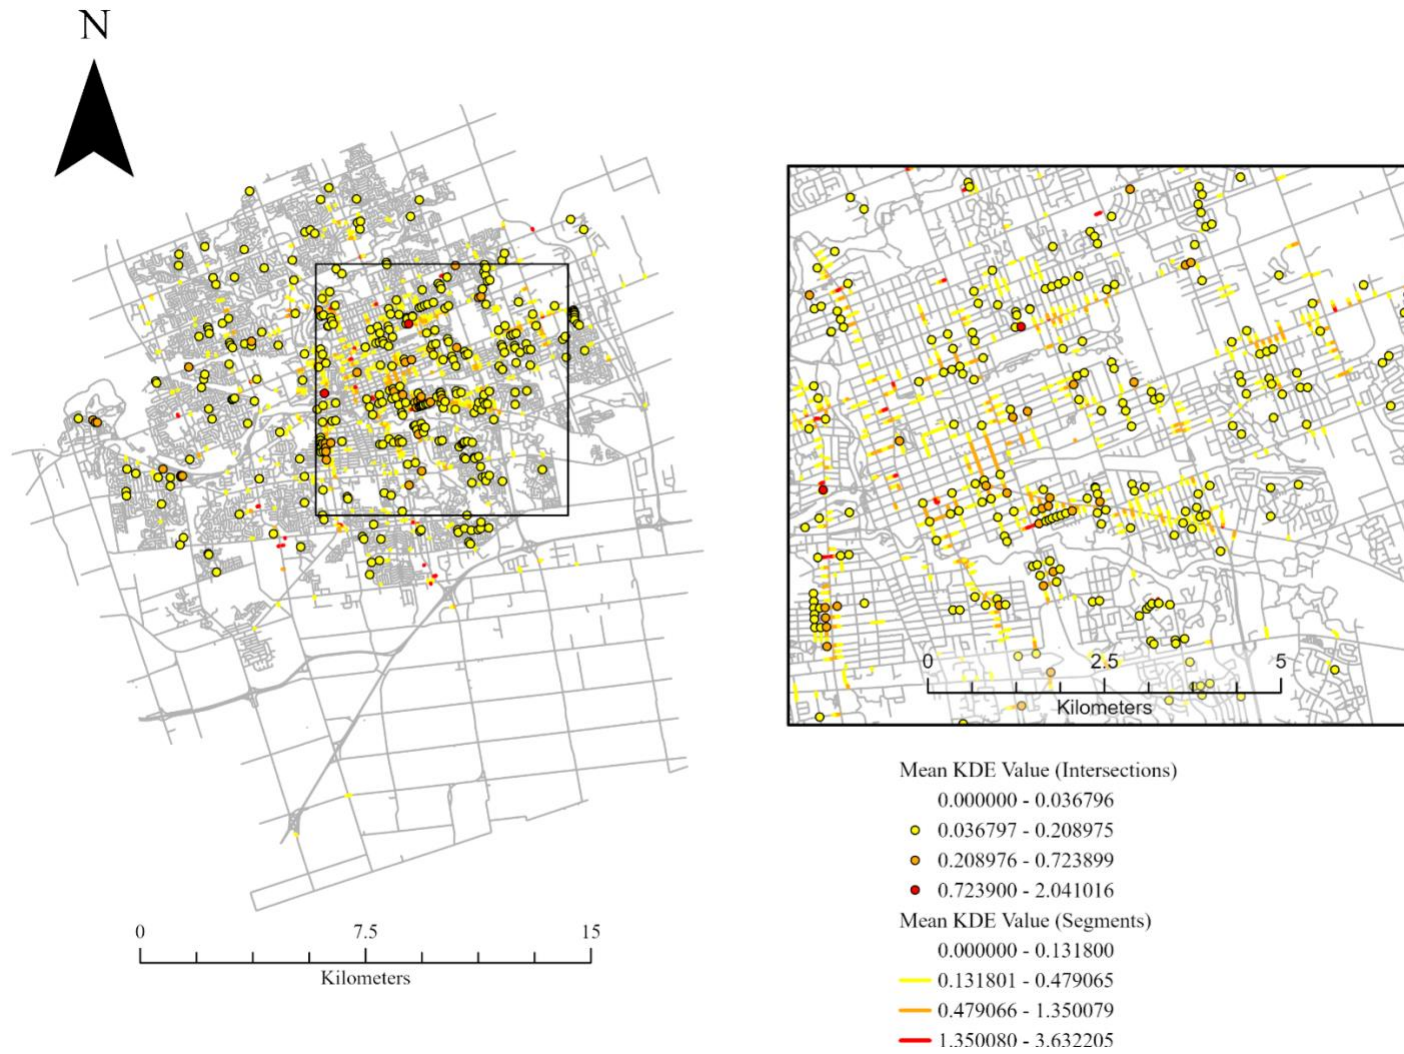 N
0 2.5 5
Kilometers
Mean KDE Value (Intersections)
0.000000 - 0.036796
0.036797 - 0.208975
0.208976 - 0.723899
0.723900 - 2.041016
Mean KDE Value (Segments)
0.000000 - 0.131800
0.131801 - 0.479065
0.479066 - 1.350079
1.350080 - 3.632205
0 7.5 15
Kilometers